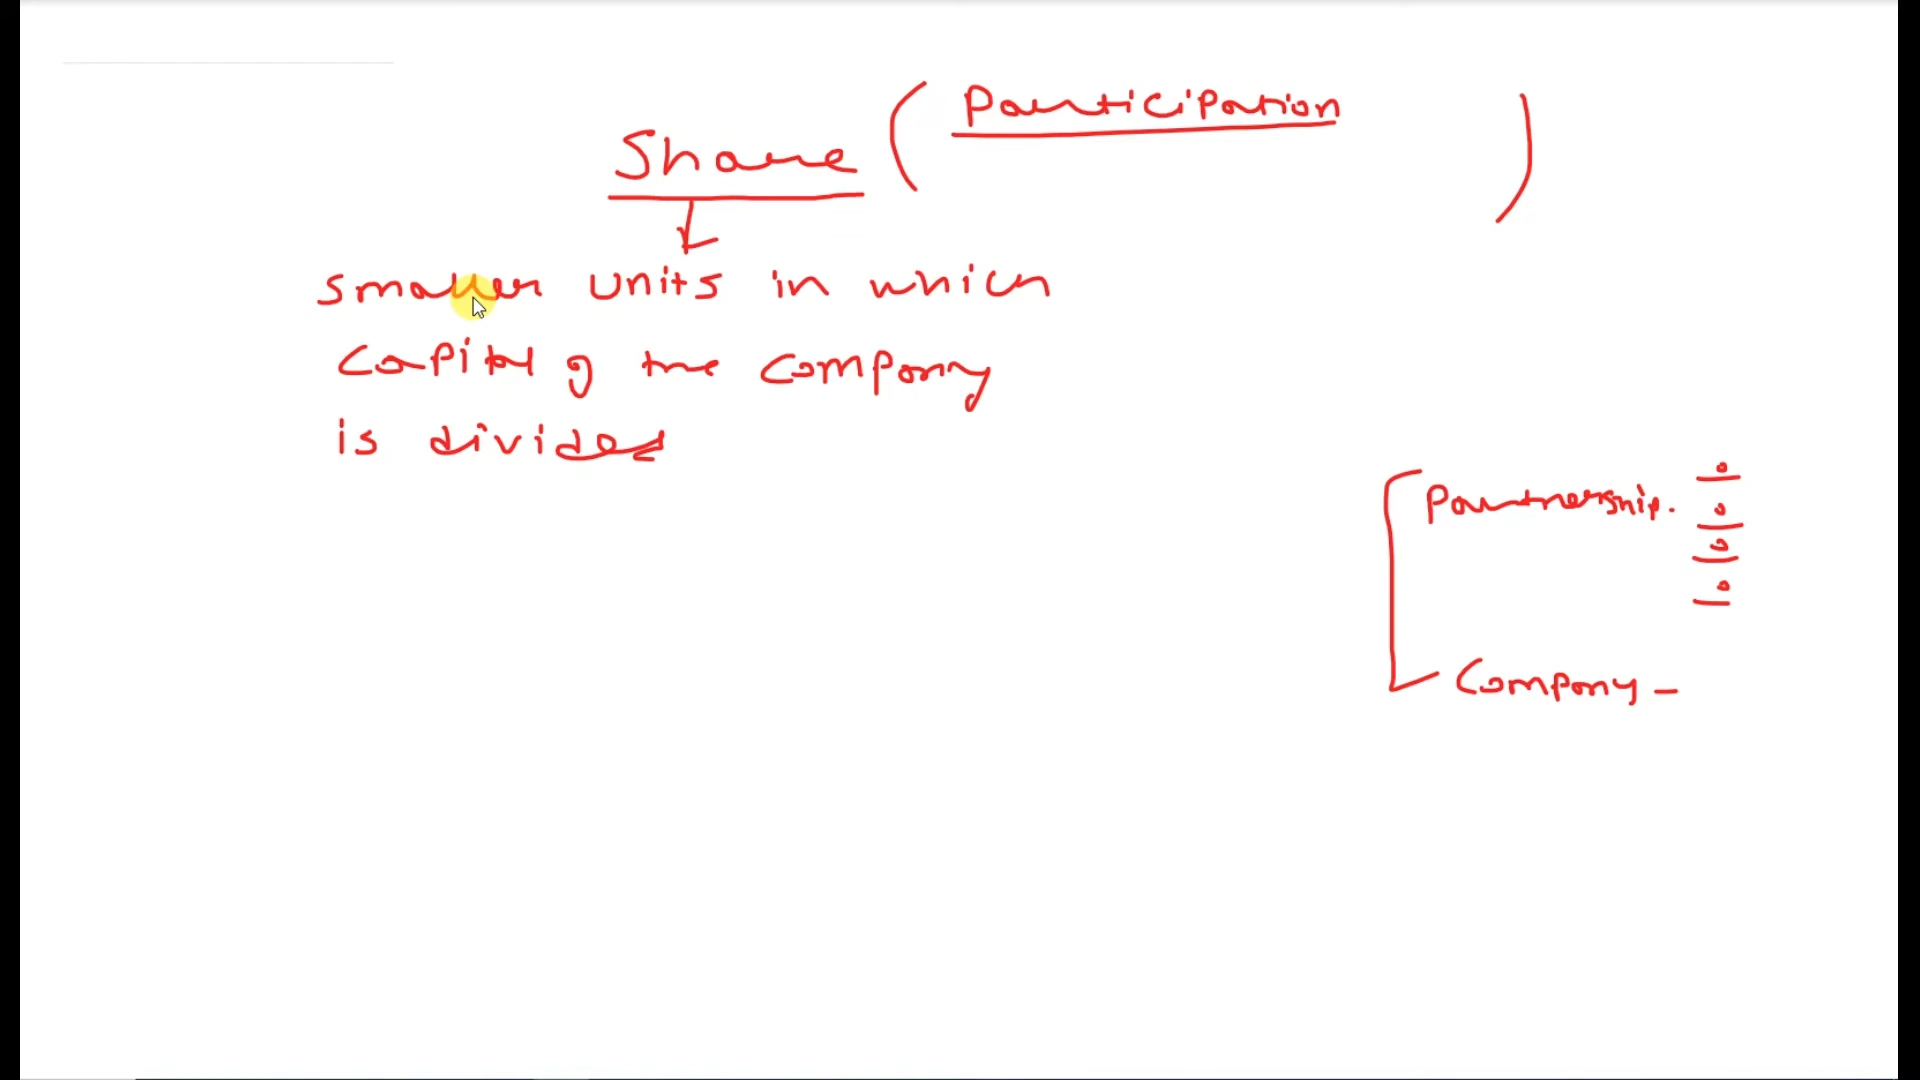 Share ( Participation )
smaller units in which
Capital of the Company
is divided
Partnership.
Company -